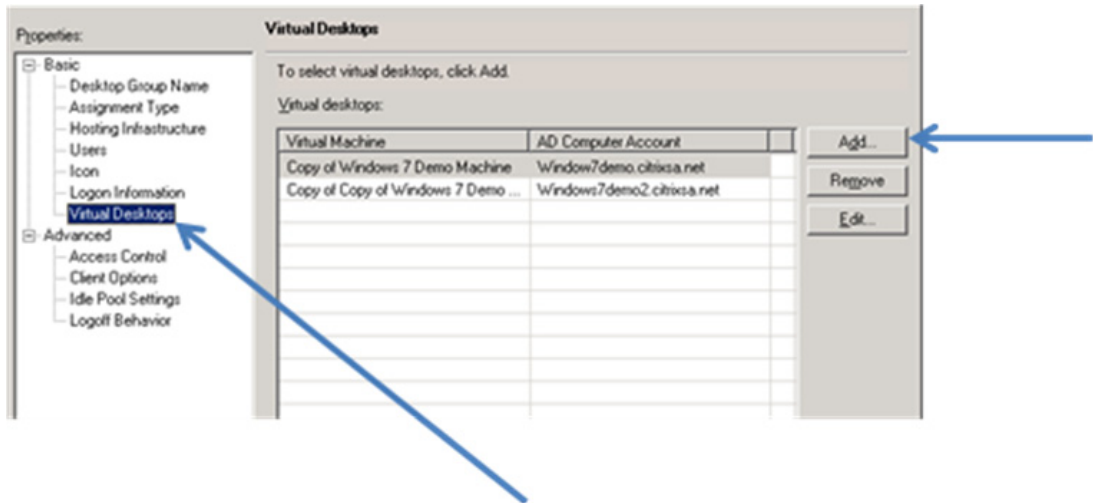 Properties:
Basic
Desktop Group Name
Assignment Type
Hosting Infrastructure
Users
Icon
Logon Information
Virtual Desktops
Advanced
Access Control
Client Options
Idle Pool Settings
Logoff Behavior
Virtual Desktops
To select virtual desktops, click Add.
Virtual desktops:
Virtual Machine AD Computer Account
Copy of Windows 7 Demo Machine Window7demo.citrixsa.net
Copy of Copy of Windows 7 Demo ... Windows7demo2.citrixsa.net
Add...
Remove
Edit...